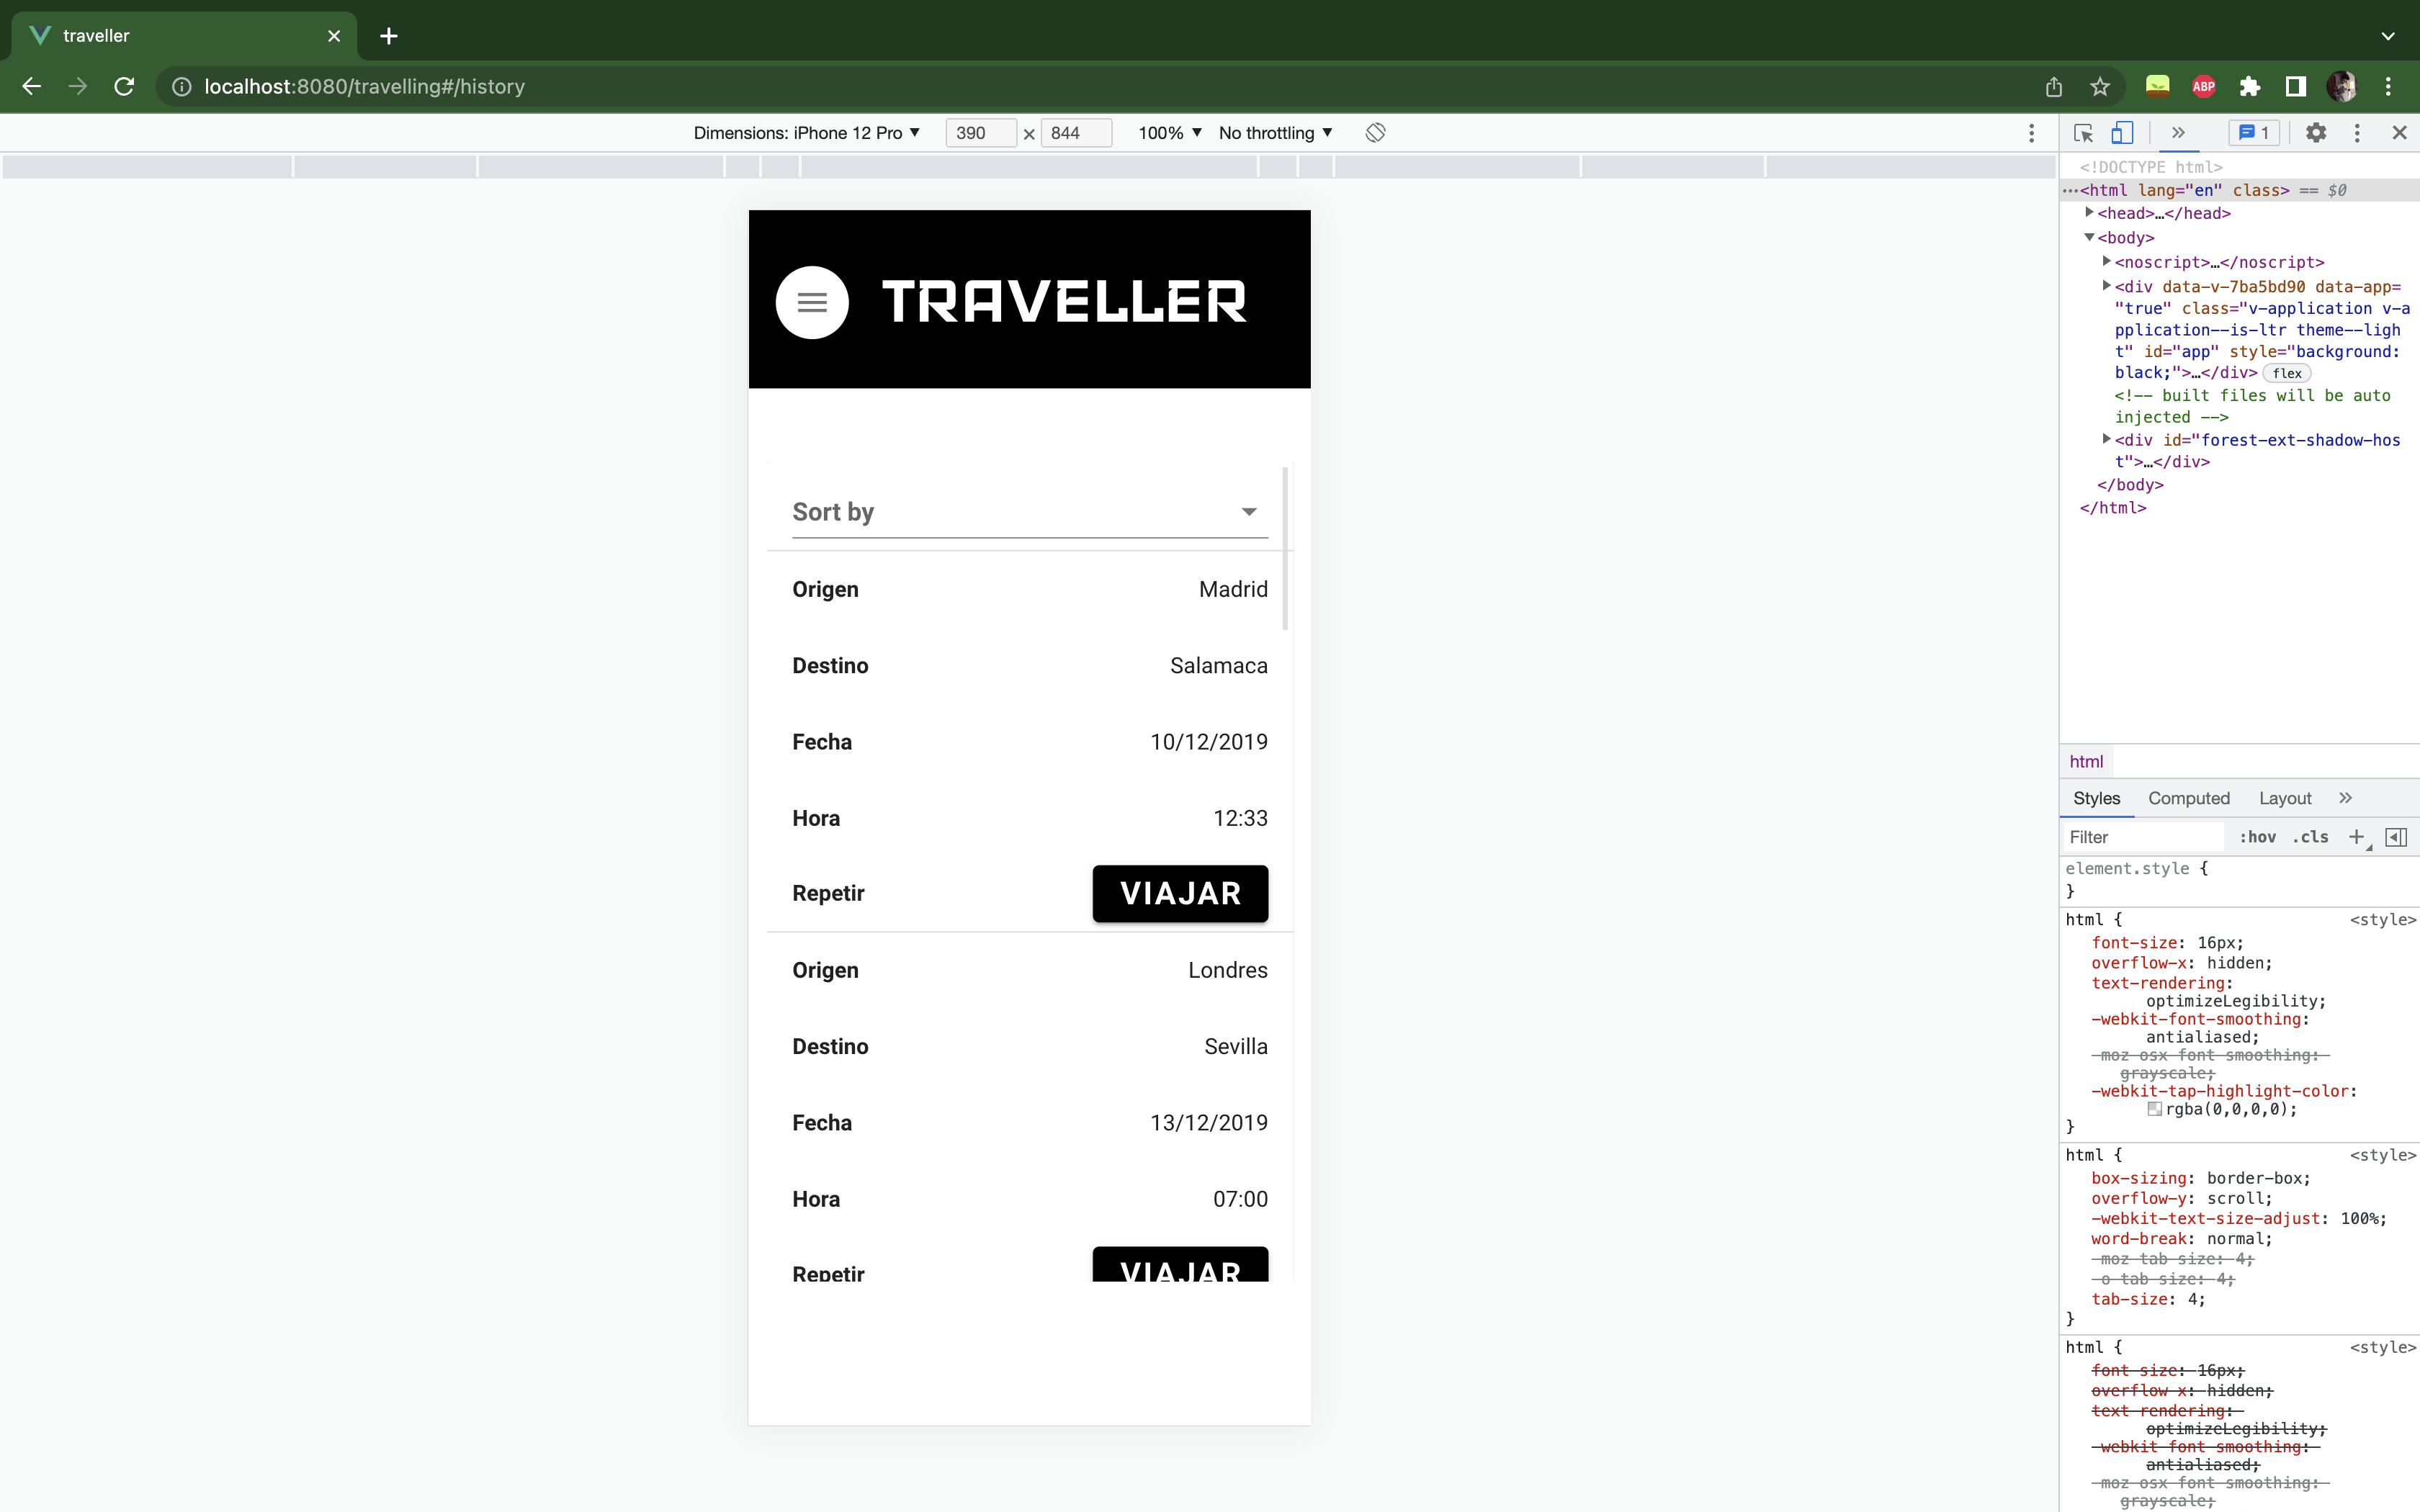 traveller
localhost:8080/travelling#/history
ABP
Dimensions: iPhone 12 Pro ▼ 390 × 844 100% ▼ No throttling ▼
1
TRAVELLER
Sort by
Origen Madrid
Destino Salamaca
Fecha 10/12/2019
Hora 12:33
Repetir VIAJAR
Origen Londres
Destino Sevilla
Fecha 13/12/2019
Hora 07:00
Repetir VIAJAR
<!DOCTYPE html>
…<html lang="en" class> == $0
<head>…</head>
<body>
<noscript>…</noscript>
<div data-v-7ba5bd90 data-app=
"true" class="v-application v-a
pplication--is-ltr theme--ligh
t" id="app" style="background:
black;">…</div> flex
<!-- built files will be auto
injected -->
<div id="forest-ext-shadow-hos
t">…</div>
</body>
</html>
html
Styles Computed Layout
Filter :hov .cls
element.style {
}
html { <style>
font-size: 16px;
overflow-x: hidden;
text-rendering:
optimizeLegibility;
-webkit-font-smoothing:
antialiased;
-moz-osx-font-smoothing:
grayscale;
-webkit-tap-highlight-color:
rgba(0,0,0,0);
}
html { <style>
box-sizing: border-box;
overflow-y: scroll;
-webkit-text-size-adjust: 100%;
word-break: normal;
-moz-tab-size: 4;
-o-tab-size: 4;
tab-size: 4;
}
html { <style>
font-size: 16px;
overflow-x: hidden;
text-rendering:
optimizeLegibility;
-webkit-font-smoothing:
antialiased;
-moz-osx-font-smoothing:
grayscale;